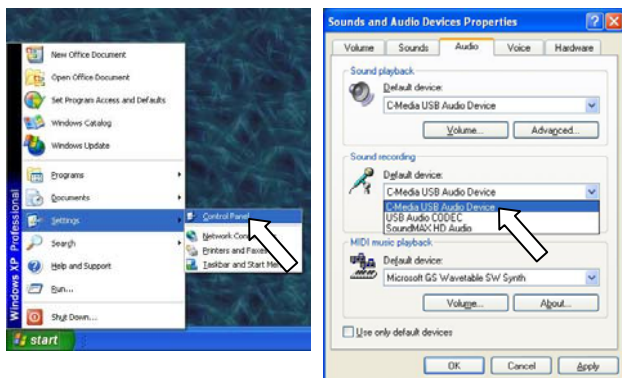 New Office Document
Open Office Document
Set Program Access and Defaults
Windows Catalog
Windows Update
Programs
Documents
Settings
Search
Help and Support
Run...
Shut Down...
Windows XP Professional
start
Control Panel
Network Con
Printers and Faxes
Taskbar and Start Me
Sounds and Audio Devices Properties
Volume Sounds Audio Voice Hardware
Sound playback
Default device:
C-Media USB Audio Device
Volume... Advanced...
Sound recording
Default device:
C-Media USB Audio Device
C-Media USB Audio Device
USB Audio CODEC
SoundMAX HD Audio
MIDI music playback
Default device:
Microsoft GS Wavetable SW Synth
Volume... About...
Use only default devices
OK Cancel Apply